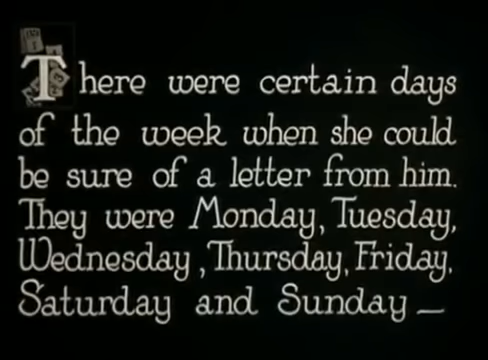 There were certain days
of the week when she could
be sure of a letter from him.
They were Monday, Tuesday,
Wednesday, Thursday, Friday,
Saturday and Sunday —